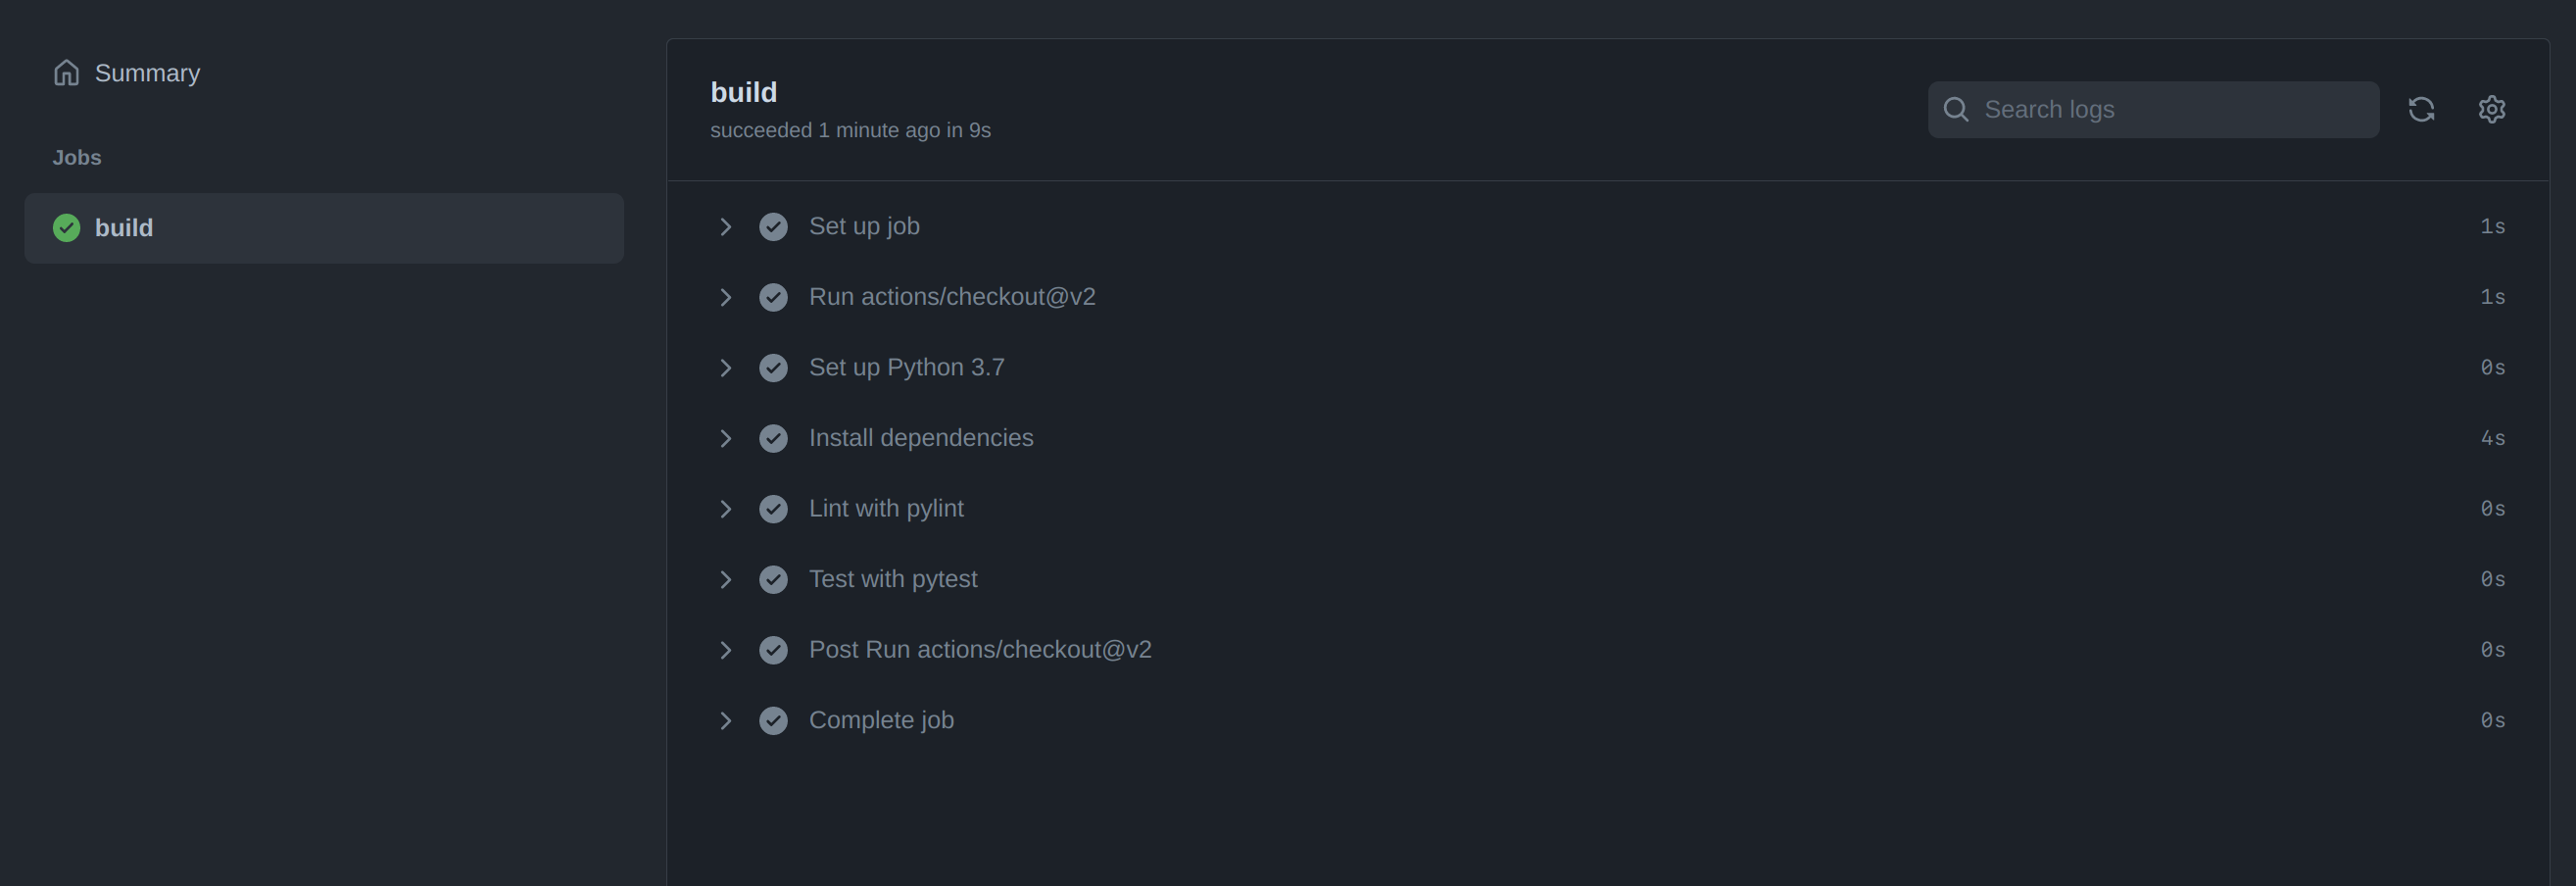 Summary
Jobs
build
build
succeeded 1 minute ago in 9s
Search logs
Set up job 1s
Run actions/checkout@v2 1s
Set up Python 3.7 0s
Install dependencies 4s
Lint with pylint 0s
Test with pytest 0s
Post Run actions/checkout@v2 0s
Complete job 0s